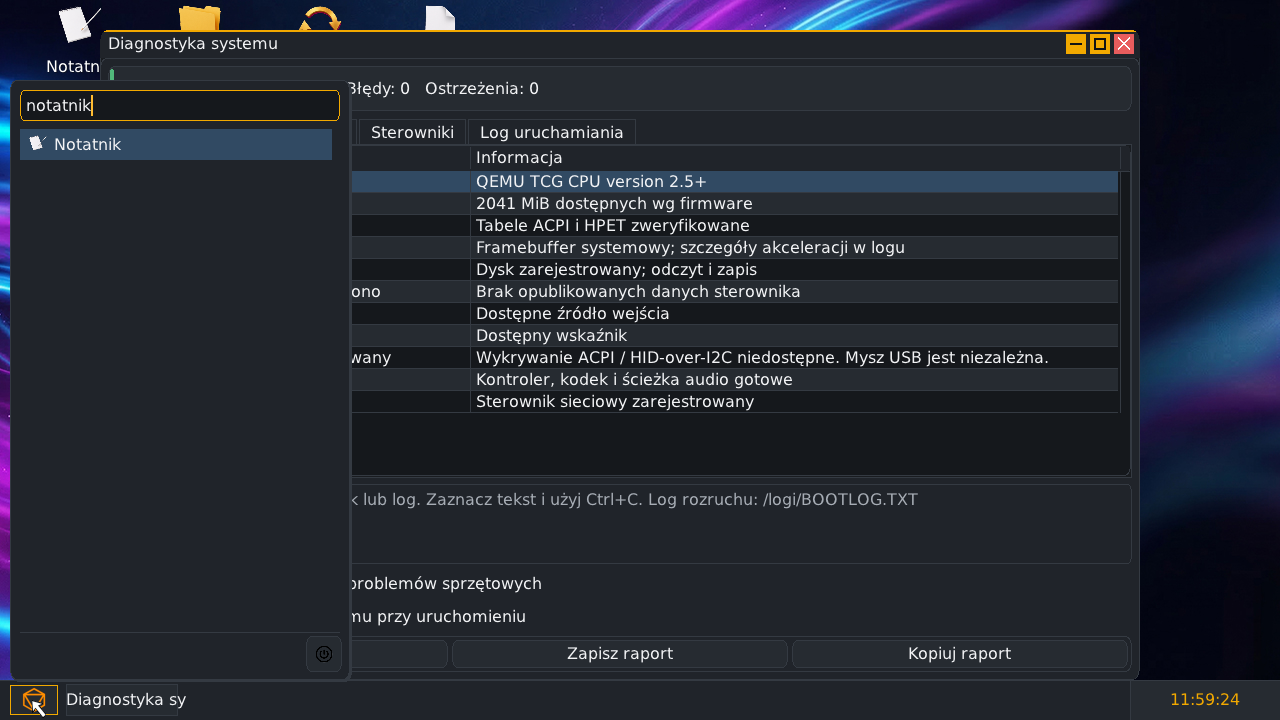 Notatn
Diagnostyka systemu
Błędy: 0 Ostrzeżenia: 0
notatnik
Notatnik
Sterowniki Log uruchamiania
Informacja
QEMU TCG CPU version 2.5+
2041 MiB dostępnych wg firmware
Tabele ACPI i HPET zweryfikowane
Framebuffer systemowy; szczegóły akceleracji w logu
Dysk zarejestrowany; odczyt i zapis
ono Brak opublikowanych danych sterownika
Dostępne źródło wejścia
Dostępny wskaźnik
wany Wykrywanie ACPI / HID-over-I2C niedostępne. Mysz USB jest niezależna.
Kontroler, kodek i ścieżka audio gotowe
Sterownik sieciowy zarejestrowany
k lub log. Zaznacz tekst i użyj Ctrl+C. Log rozruchu: /logi/BOOTLOG.TXT
problemów sprzętowych
mu przy uruchomieniu
Zapisz raport Kopiuj raport
Diagnostyka sy 11:59:24